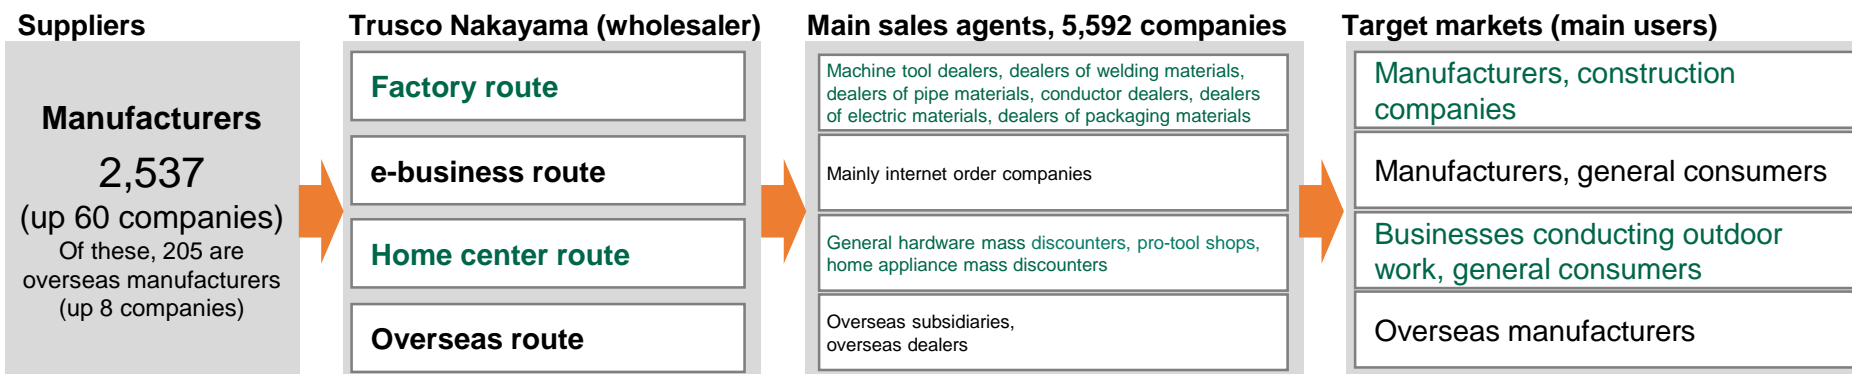 Suppliers
Manufacturers
2,537
(up 60 companies)
Of these, 205 are
overseas manufacturers
(up 8 companies)
Trusco Nakayama (wholesaler)
Factory route
e-business route
Home center route
Overseas route
Main sales agents, 5,592 companies
Machine tool dealers, dealers of welding materials,
dealers of pipe materials, conductor dealers, dealers
of electric materials, dealers of packaging materials
Mainly internet order companies
General hardware mass discounters, pro-tool shops,
home appliance mass discounters
Overseas subsidiaries,
overseas dealers
Target markets (main users)
Manufacturers, construction
companies
Manufacturers, general consumers
Businesses conducting outdoor
work, general consumers
Overseas manufacturers